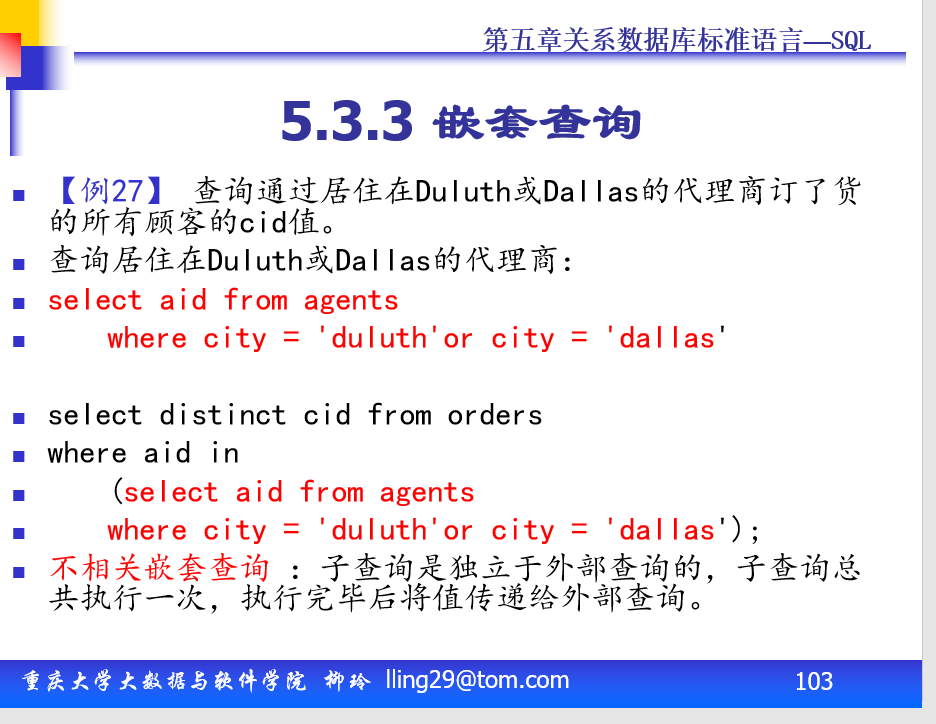 第五章关系数据库标准语言—SQL
5.3.3 嵌套查询
【例27】 查询通过居住在Duluth或Dallas的代理商订了货
的所有顾客的cid值。
查询居住在Duluth或Dallas的代理商：
select aid from agents
where city = 'duluth'or city = 'dallas'
select distinct cid from orders
where aid in
(select aid from agents
where city = 'duluth'or city = 'dallas');
不相关嵌套查询 ：子查询是独立于外部查询的，子查询总
共执行一次，执行完毕后将值传递给外部查询。
重庆大学大数据与软件学院 柳玲 lling29@tom.com 103